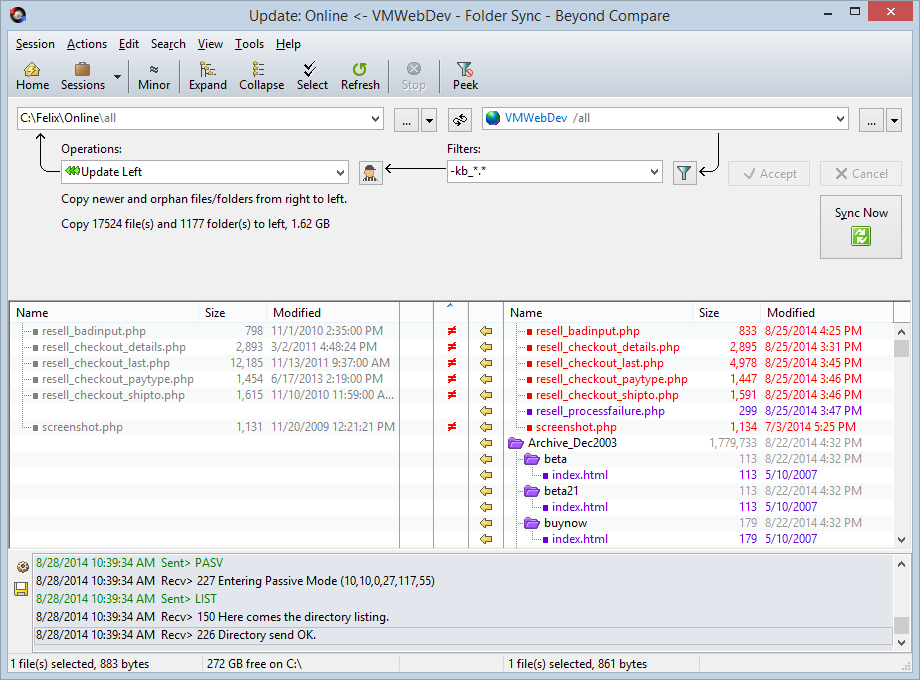 Update: Online <- VMWebDev - Folder Sync - Beyond Compare
Session Actions Edit Search View Tools Help
Home Sessions Minor Expand Collapse Select Refresh Stop Peek
C:\Felix\Online\all ... VMWebDev /all ...
Operations: Filters:
Update Left -kb_*.* Accept Cancel
Copy newer and orphan files/folders from right to left.
Copy 17524 file(s) and 1177 folder(s) to left, 1.62 GB
Sync Now
Name Size Modified Name Size Modified
resell_badinput.php 798 11/1/2010 2:35:00 PM ≠ resell_badinput.php 833 8/25/2014 4:25 PM
resell_checkout_details.php 2,893 3/2/2011 4:48:24 PM ≠ resell_checkout_details.php 2,895 8/25/2014 3:31 PM
resell_checkout_last.php 12,185 11/13/2011 9:37:00 AM ≠ resell_checkout_last.php 4,978 8/25/2014 3:45 PM
resell_checkout_paytype.php 1,454 6/17/2013 2:19:00 PM ≠ resell_checkout_paytype.php 1,447 8/25/2014 3:46 PM
resell_checkout_shipto.php 1,615 11/10/2010 11:59:00 A... ≠ resell_checkout_shipto.php 1,591 8/25/2014 3:46 PM
resell_processfailure.php 299 8/25/2014 3:47 PM
screenshot.php 1,131 11/20/2009 12:21:21 PM ≠ screenshot.php 1,134 7/3/2014 5:25 PM
Archive_Dec2003 1,779,733 8/22/2014 4:32 PM
beta 113 8/22/2014 4:32 PM
index.html 113 5/10/2007
beta21 113 8/22/2014 4:32 PM
index.html 113 5/10/2007
buynow 179 8/22/2014 4:32 PM
index.html 179 5/10/2007
8/28/2014 10:39:34 AM Sent> PASV
8/28/2014 10:39:34 AM Recv> 227 Entering Passive Mode (10,10,0,27,117,55)
8/28/2014 10:39:34 AM Sent> LIST
8/28/2014 10:39:34 AM Recv> 150 Here comes the directory listing.
8/28/2014 10:39:34 AM Recv> 226 Directory send OK.
1 file(s) selected, 883 bytes 272 GB free on C:\ 1 file(s) selected, 861 bytes